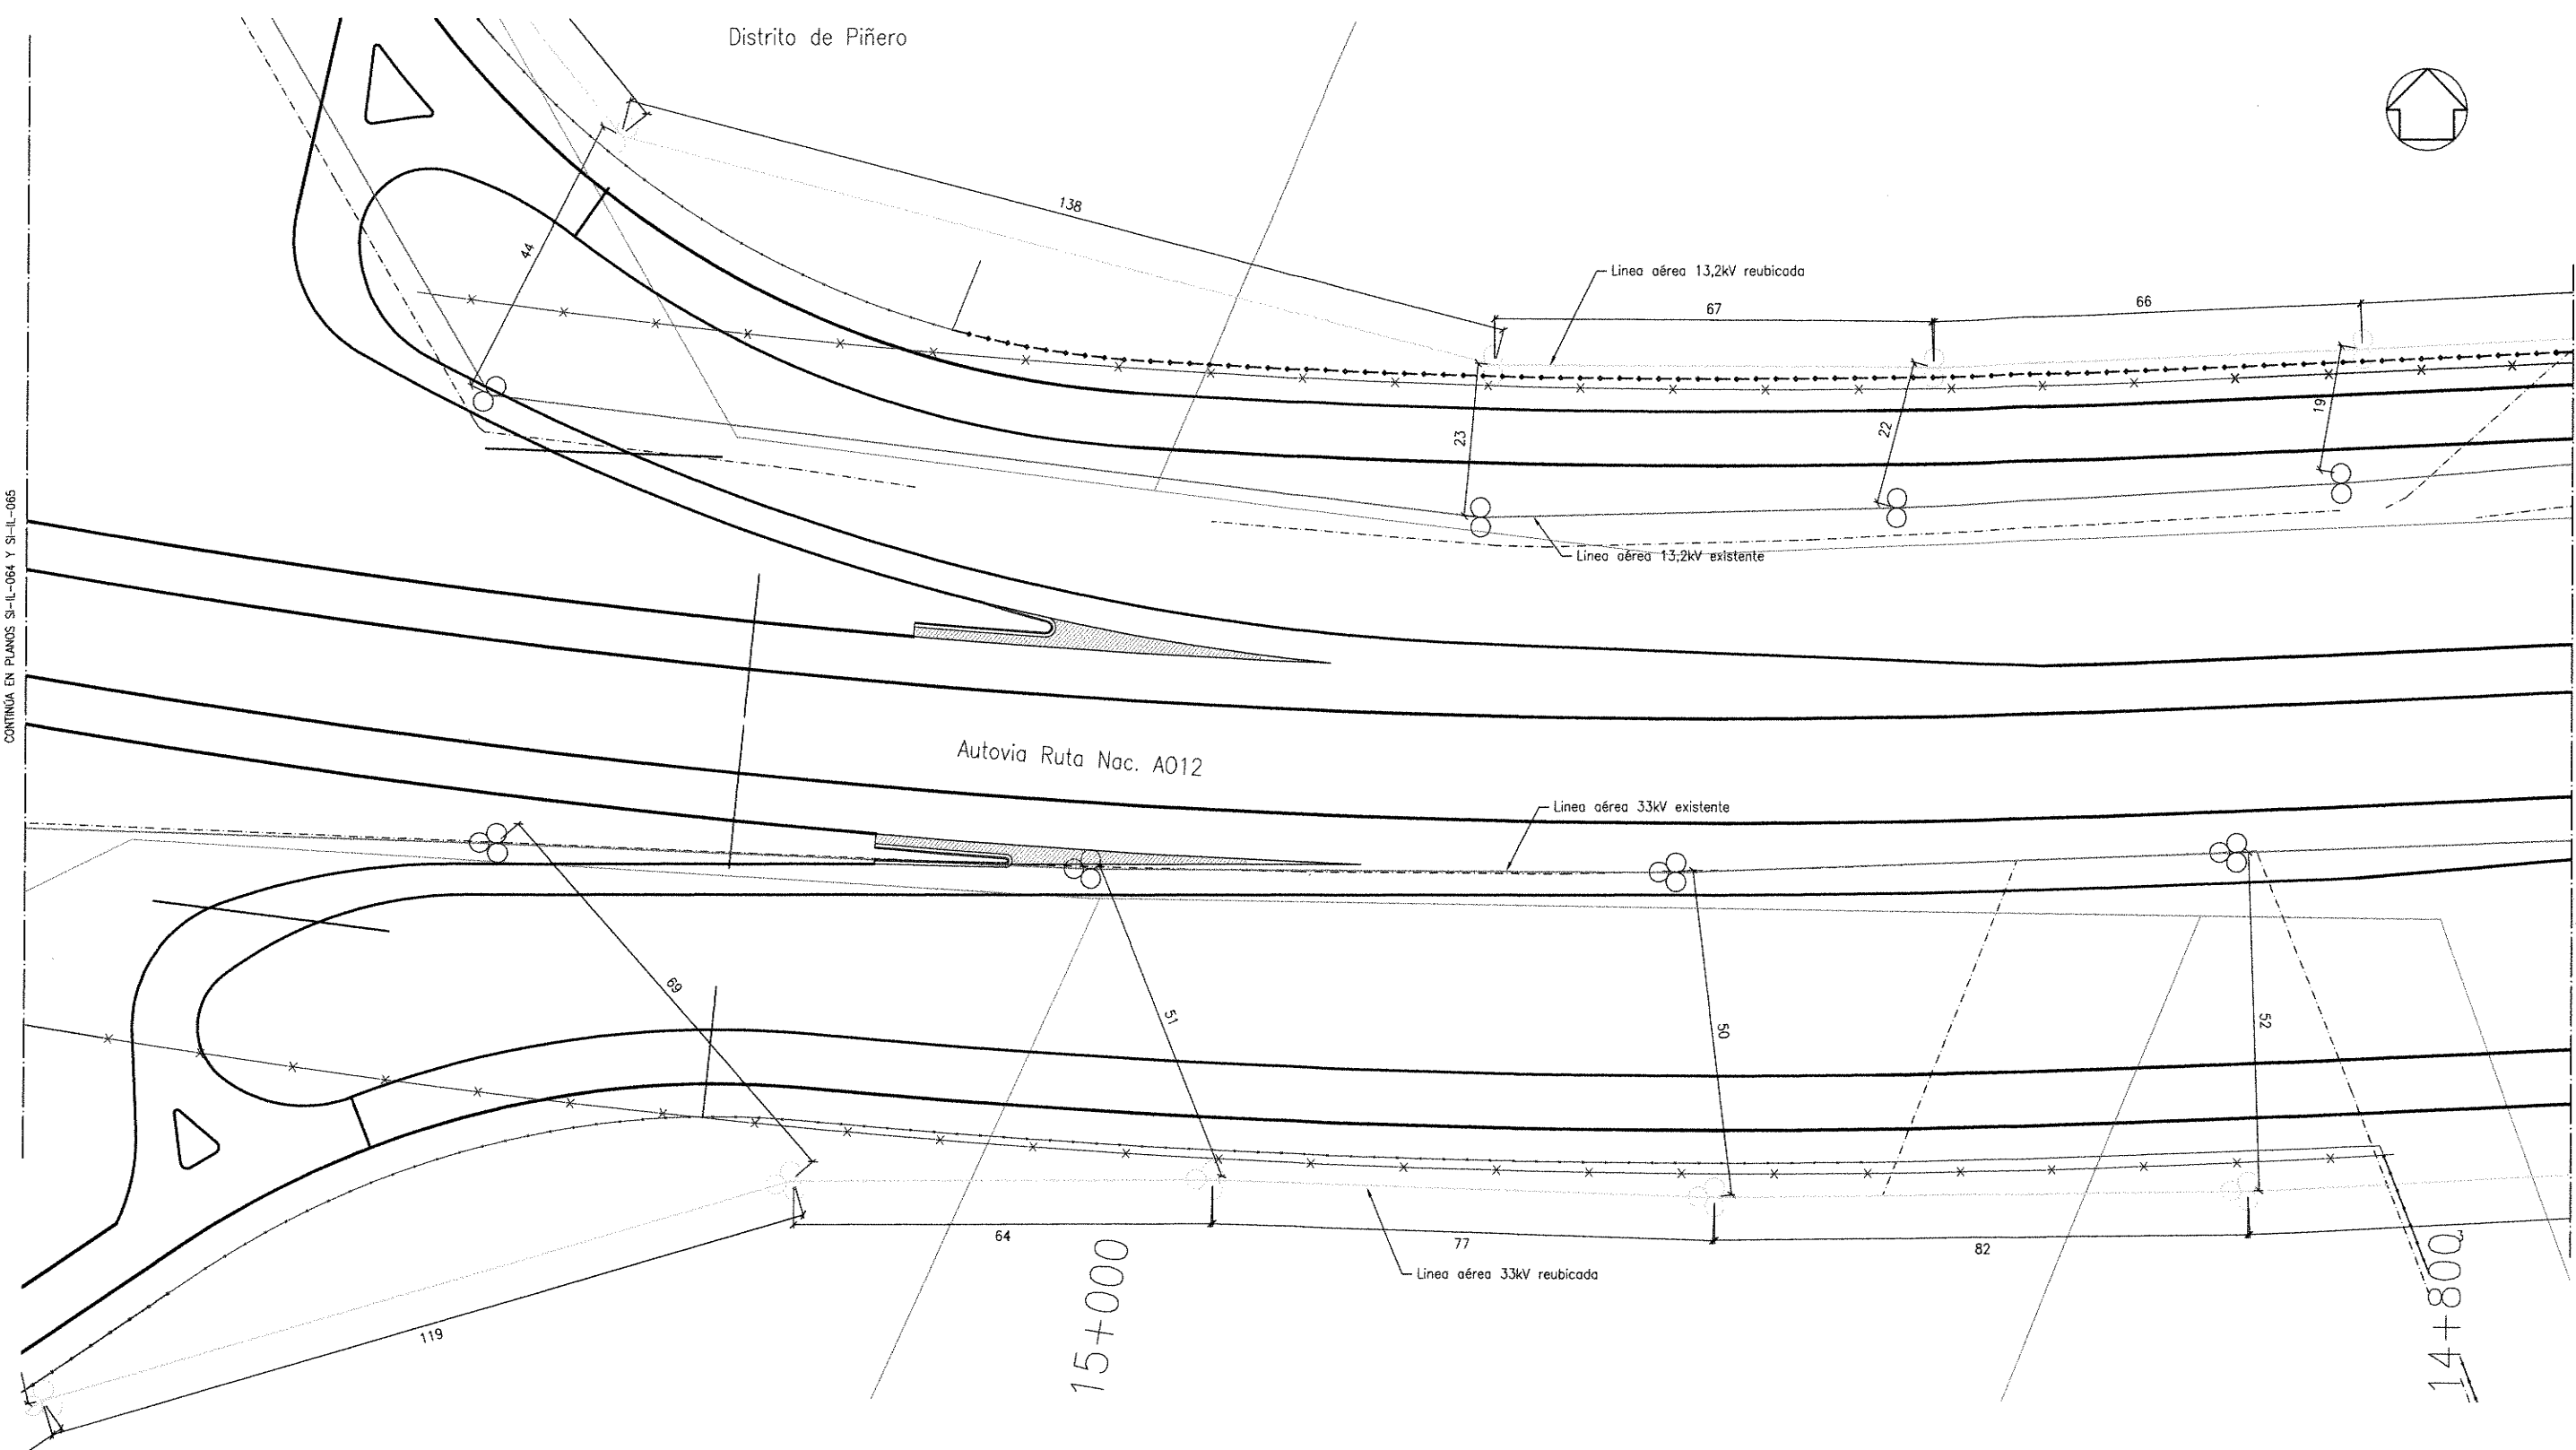 Distrito de Piñero
138
44
Linea aérea 13,2kV reubicada
67
66
23
22
19
Linea aérea 13,2kV existente
CONTINÚA EN PLANOS SI-IL-064 Y SI-IL-065
Autovia Ruta Nac. AO12
Linea aérea 33kV existente
69
51
50
52
64
77
82
Linea aérea 33kV reubicada
119
15+000
14+800